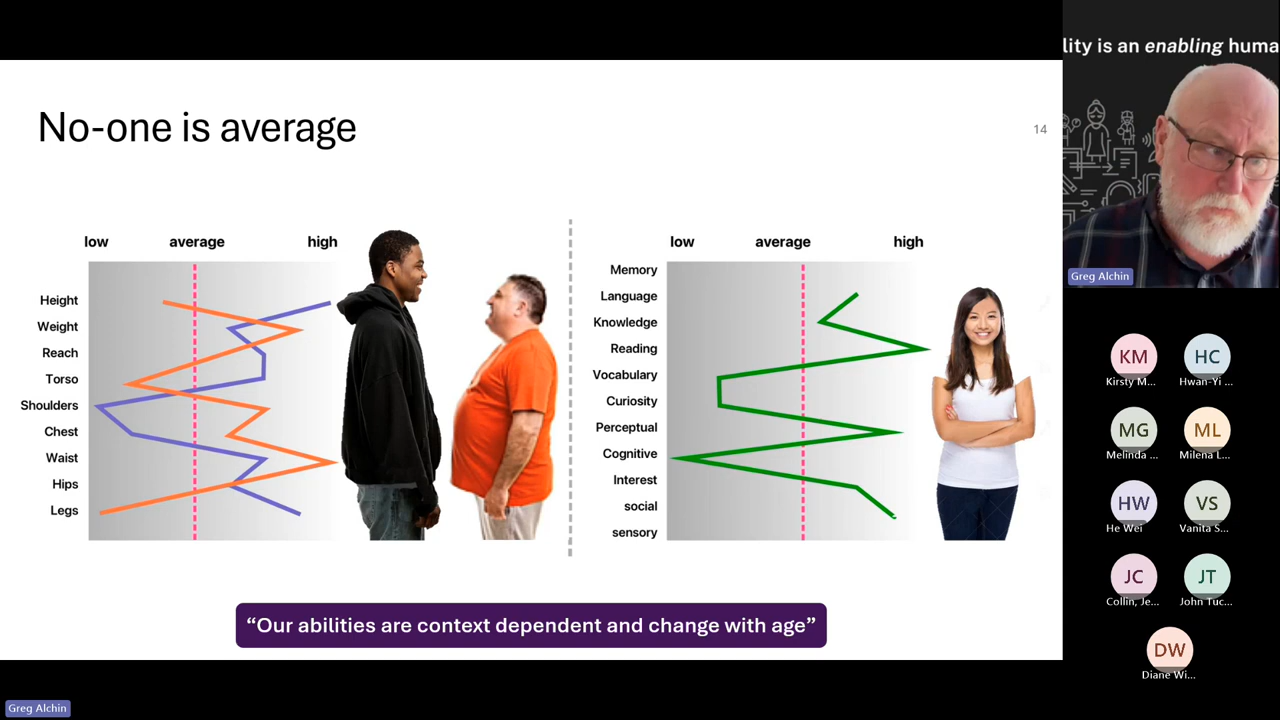 lity is an enabling huma
No-one is average
14
low average high
Height
Weight
Reach
Torso
Shoulders
Chest
Waist
Hips
Legs
low average high
Memory
Language
Knowledge
Reading
Vocabulary
Curiosity
Perceptual
Cognitive
Interest
social
sensory
“Our abilities are context dependent and change with age”
Greg Alchin
KM
Kirsty M...
HC
Hwan-Yi ...
MG
Melinda ...
ML
Milena L...
HW
He Wei
VS
Vanita S...
JC
Collin, Je...
JT
John Tuc...
DW
Diane Wi...
Greg Alchin